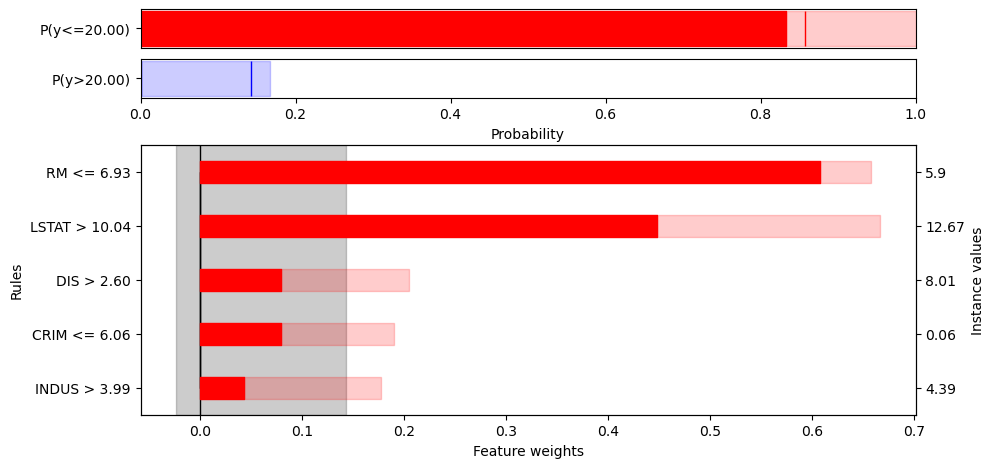 P(y<=20.00)
P(y>20.00)
0.0 0.2 0.4 0.6 0.8 1.0
Probability
RM <= 6.93 5.9
LSTAT > 10.04 12.67
DIS > 2.60 8.01
CRIM <= 6.06 0.06
INDUS > 3.99 4.39
Rules
Instance values
0.0 0.1 0.2 0.3 0.4 0.5 0.6 0.7
Feature weights